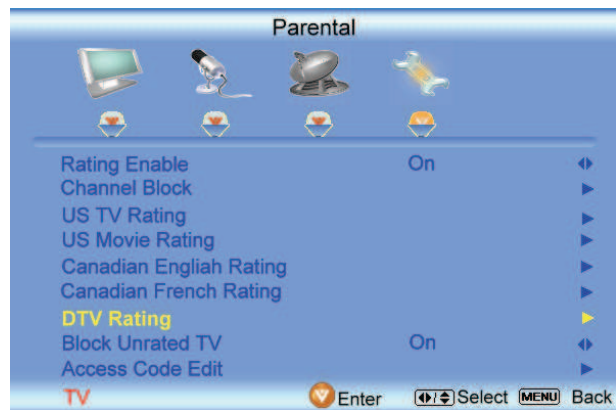 Parental
Rating Enable On
Channel Block
US TV Rating
US Movie Rating
Canadian Engliah Rating
Canadian French Rating
DTV Rating
Block Unrated TV On
Access Code Edit
TV Enter Select MENU Back